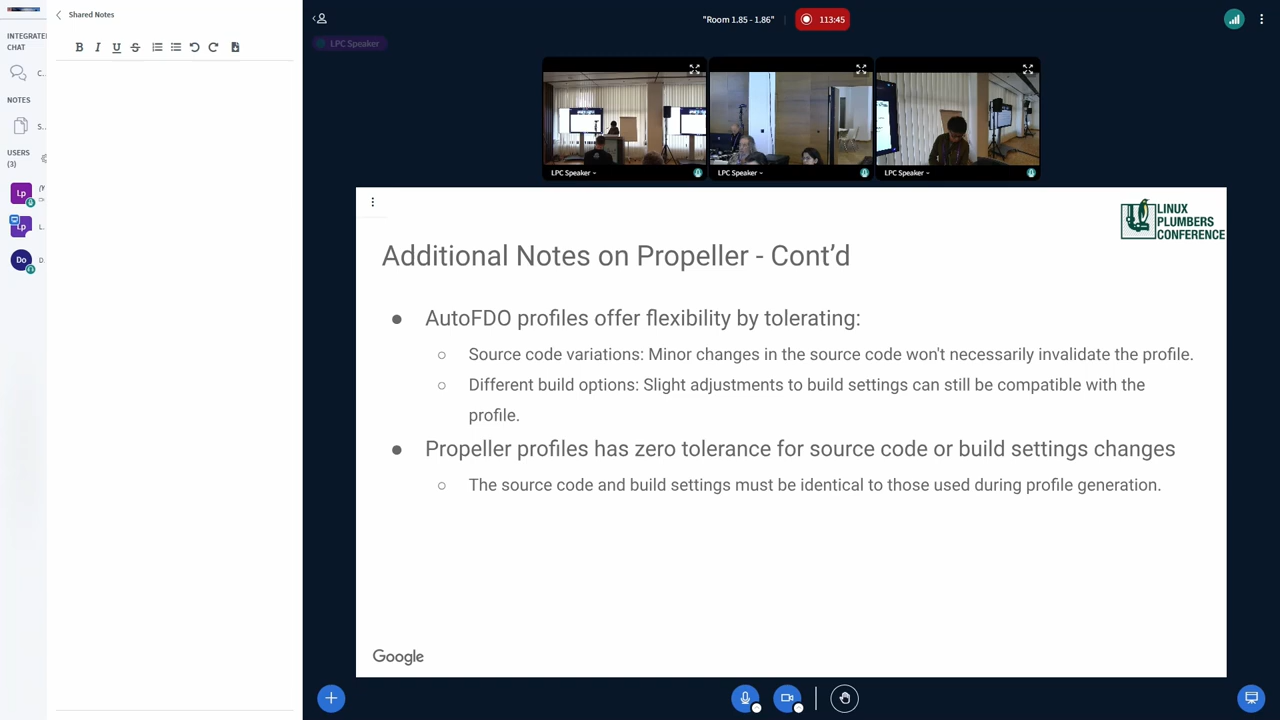 INTEGRATED
CHAT
C...
NOTES
S...
USERS
(3)
Lp
Lp
L...
Do
D...
Shared Notes
B I U S
"Room 1.85 - 1.86"
113:45
LPC Speaker
LPC Speaker
LPC Speaker
LPC Speaker
LINUX
PLUMBERS
CONFERENCE
Additional Notes on Propeller - Cont’d
● AutoFDO profiles offer flexibility by tolerating:
○ Source code variations: Minor changes in the source code won't necessarily invalidate the profile.
○ Different build options: Slight adjustments to build settings can still be compatible with the
profile.
● Propeller profiles has zero tolerance for source code or build settings changes
○ The source code and build settings must be identical to those used during profile generation.
Google